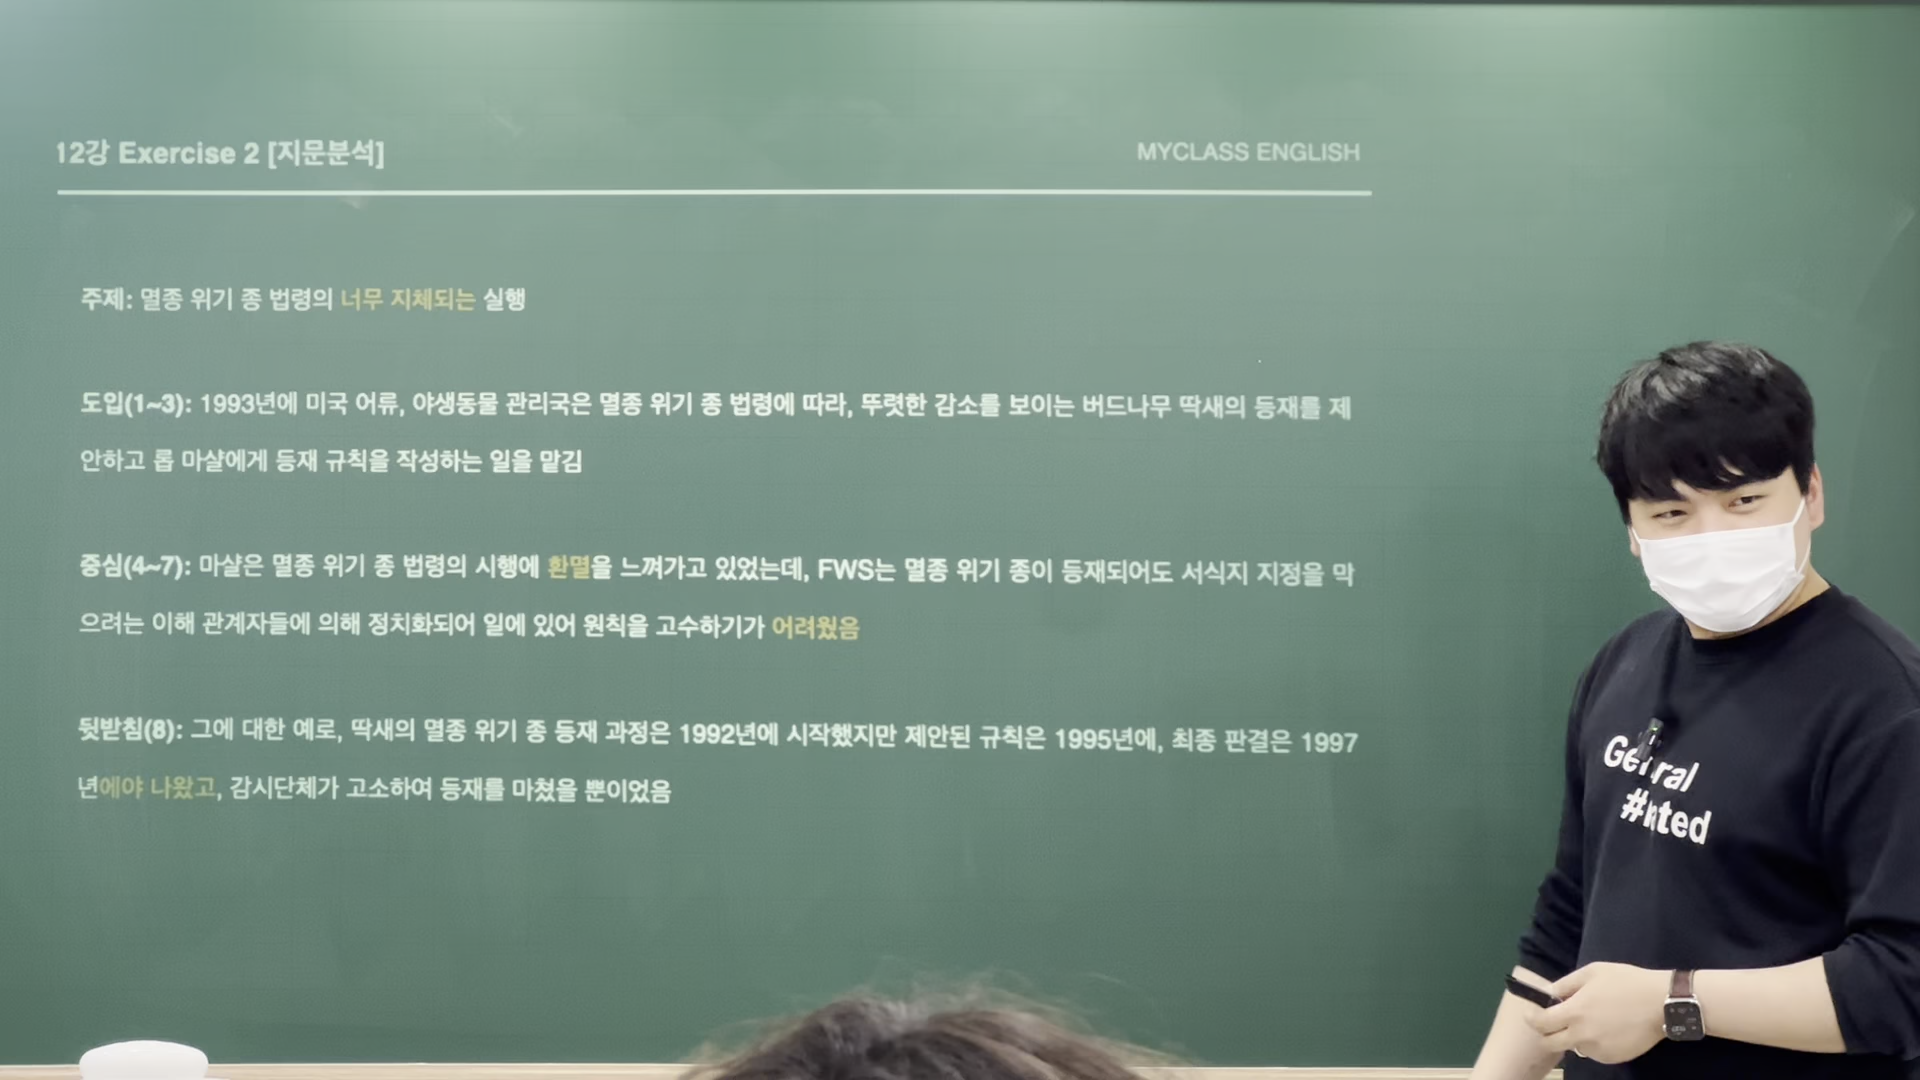 12강 Exercise 2 [지문분석]
MYCLASS ENGLISH
주제: 멸종 위기 종 법령의 너무 지체되는 실행
도입(1~3): 1993년에 미국 어류, 야생동물 관리국은 멸종 위기 종 법령에 따라, 뚜렷한 감소를 보이는 버드나무 딱새의 등재를 제
안하고 롭 마샬에게 등재 규칙을 작성하는 일을 맡김
중심(4~7): 마샬은 멸종 위기 종 법령의 시행에 환멸을 느껴가고 있었는데, FWS는 멸종 위기 종이 등재되어도 서식지 지정을 막
으려는 이해 관계자들에 의해 정치화되어 일에 있어 원칙을 고수하기가 어려웠음
뒷받침(8): 그에 대한 예로, 딱새의 멸종 위기 종 등재 과정은 1992년에 시작했지만 제안된 규칙은 1995년에, 최종 판결은 1997
년에야 나왔고, 감시단체가 고소하여 등재를 마쳤을 뿐이었음